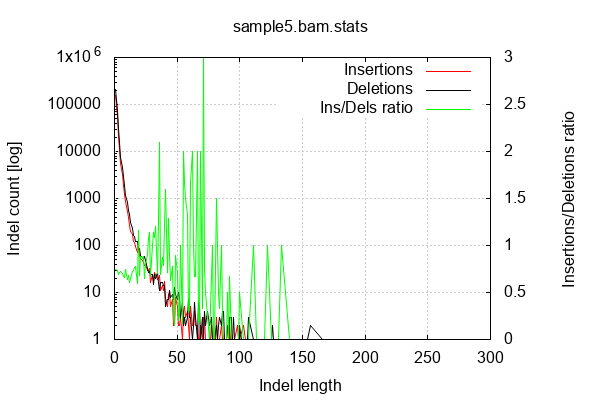 sample5.bam.stats
Indel count [log]
Insertions/Deletions ratio
Insertions
Deletions
Ins/Dels ratio
1x10^6
100000
10000
1000
100
10
1
3
2.5
2
1.5
1
0.5
0
0 50 100 150 200 250 300
Indel length